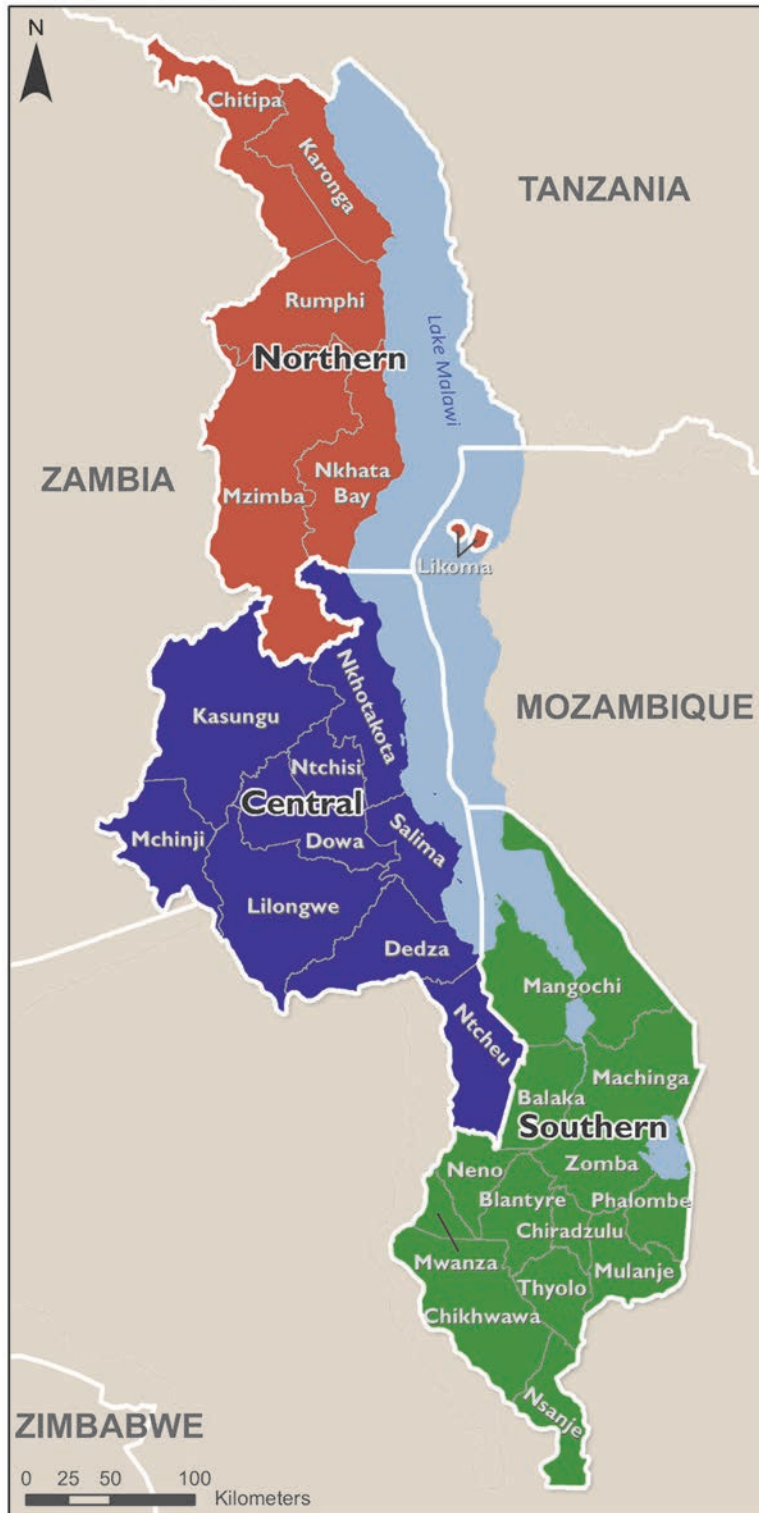 N
Chitipa
Karonga
TANZANIA
Rumphi
Lake Malawi
Northern
ZAMBIA
Mzimba
Nkhata
Bay
Likoma
Nkhotakota
Kasungu
MOZAMBIQUE
Ntchisi
Central
Mchinji
Dowa
Salima
Lilongwe
Dedza
Mangochi
Ntcheu
Machinga
Balaka
Southern
Zomba
Neno
Blantyre
Phalombe
Chiradzulu
Mwanza
Mulanje
Thyolo
Chikhwawa
Nsanje
ZIMBABWE
0 25 50 100
Kilometers